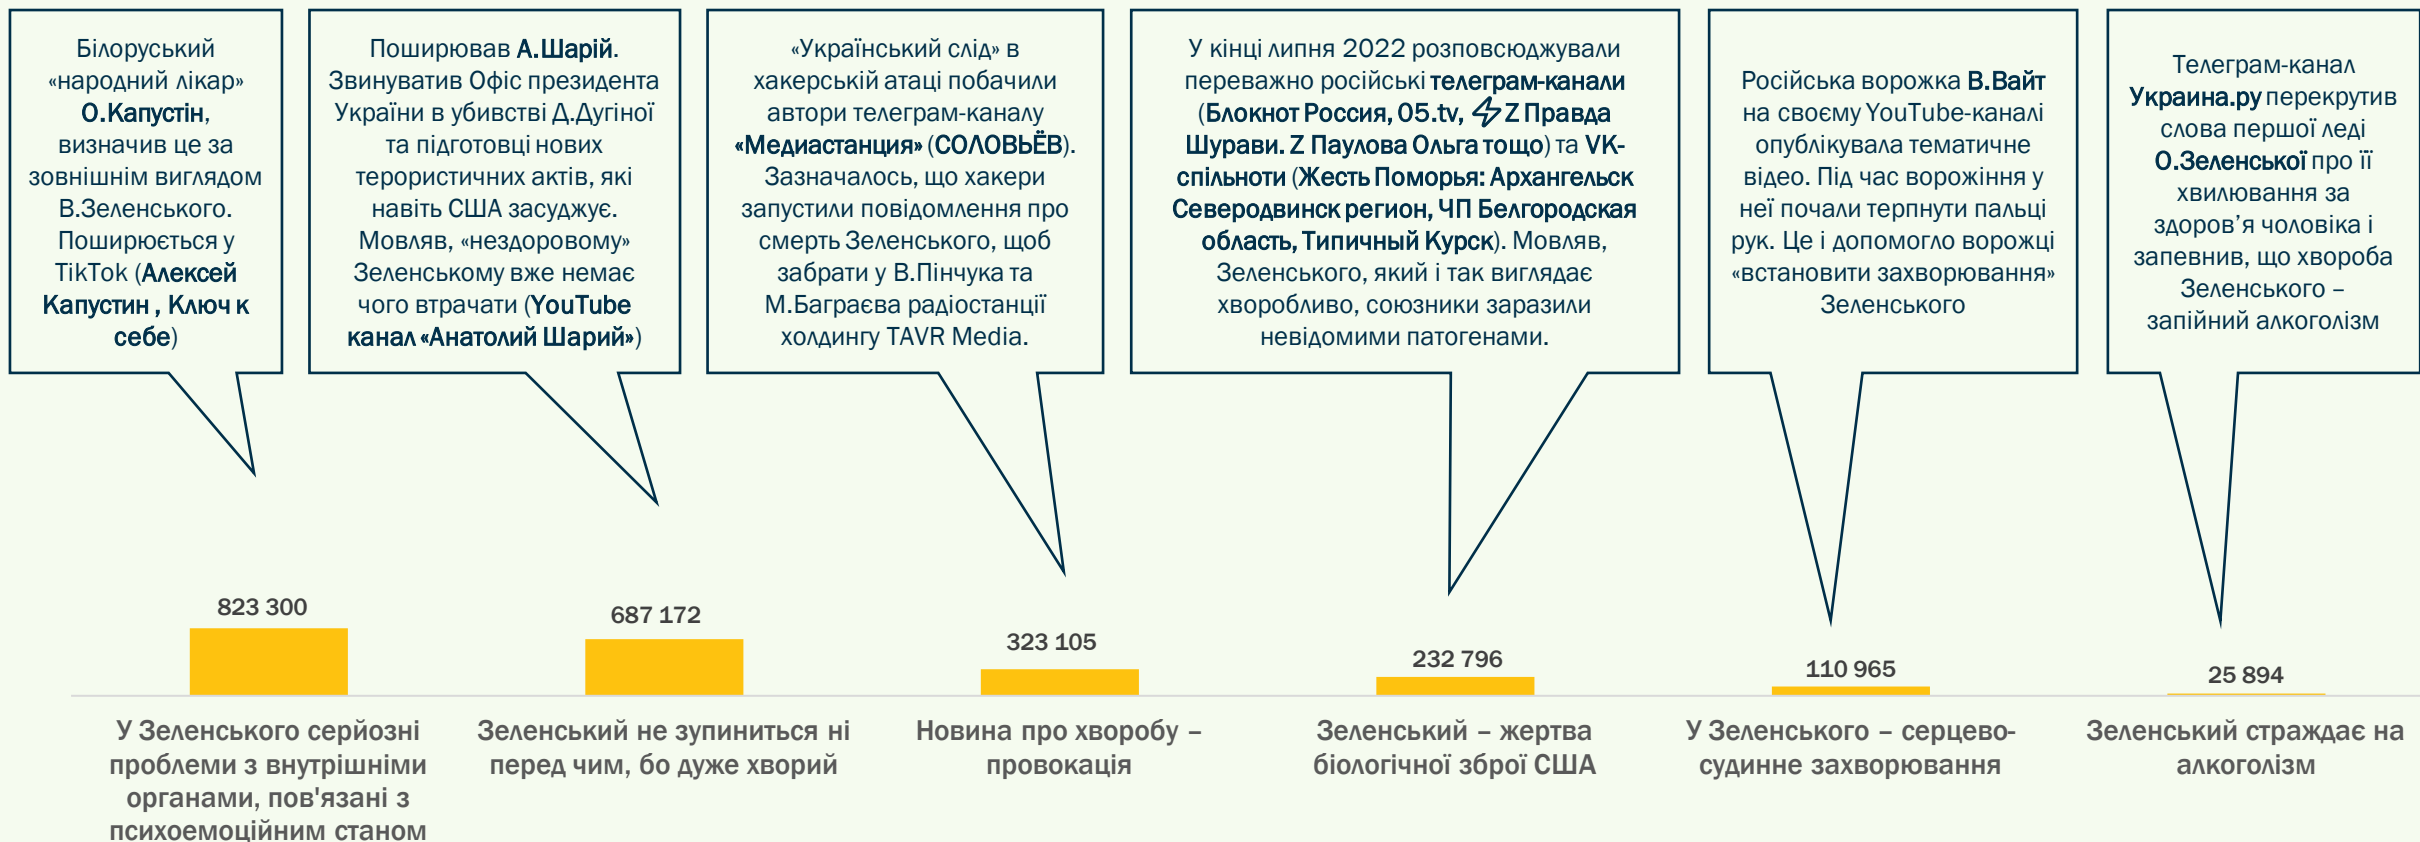 Білоруський
«народний лікар»
О.Капустін,
визначив це за
зовнішнім виглядом
В.Зеленського.
Поширюється у
TikTok (Алексей
Капустин , Ключ к
себе)
Поширював А.Шарій.
Звинуватив Офіс президента
України в убивстві Д.Дугіної
та підготовці нових
терористичних актів, які
навіть США засуджує.
Мовляв, «нездоровому»
Зеленському вже немає
чого втрачати (YouTube
канал «Анатолий Шарий»)
«Український слід» в
хакерській атаці побачили
автори телеграм-каналу
«Медиастанция» (СОЛОВЬЁВ).
Зазначалось, що хакери
запустили повідомлення про
смерть Зеленського, щоб
забрати у В.Пінчука та
М.Баграєва радіостанції
холдингу TAVR Media.
У кінці липня 2022 розповсюджували
переважно російські телеграм-канали
(Блокнот Россия, 05.tv, ⚡Z Правда
Шурави. Z Паулова Ольга тощо) та VK-
спільноти (Жесть Поморья: Архангельск
Северодвинск регион, ЧП Белгородская
область, Типичный Курск). Мовляв,
Зеленського, який і так виглядає
хворобливо, союзники заразили
невідомими патогенами.
Російська ворожка В.Вайт
на своєму YouTube-каналі
опублікувала тематичне
відео. Під час ворожіння у
неї почали терпнути пальці
рук. Це і допомогло ворожці
«встановити захворювання»
Зеленського
Телеграм-канал
Украина.ру перекрутив
слова першої леді
О.Зеленської про її
хвилювання за
здоров’я чоловіка і
запевнив, що хвороба
Зеленського –
запійний алкоголізм
823 300
687 172
323 105
232 796
110 965
25 894
У Зеленського серйозні
проблеми з внутрішніми
органами, пов'язані з
психоемоційним станом
Зеленський не зупиниться ні
перед чим, бо дуже хворий
Новина про хворобу –
провокація
Зеленський – жертва
біологічної зброї США
У Зеленського – серцево-
судинне захворювання
Зеленський страждає на
алкоголізм